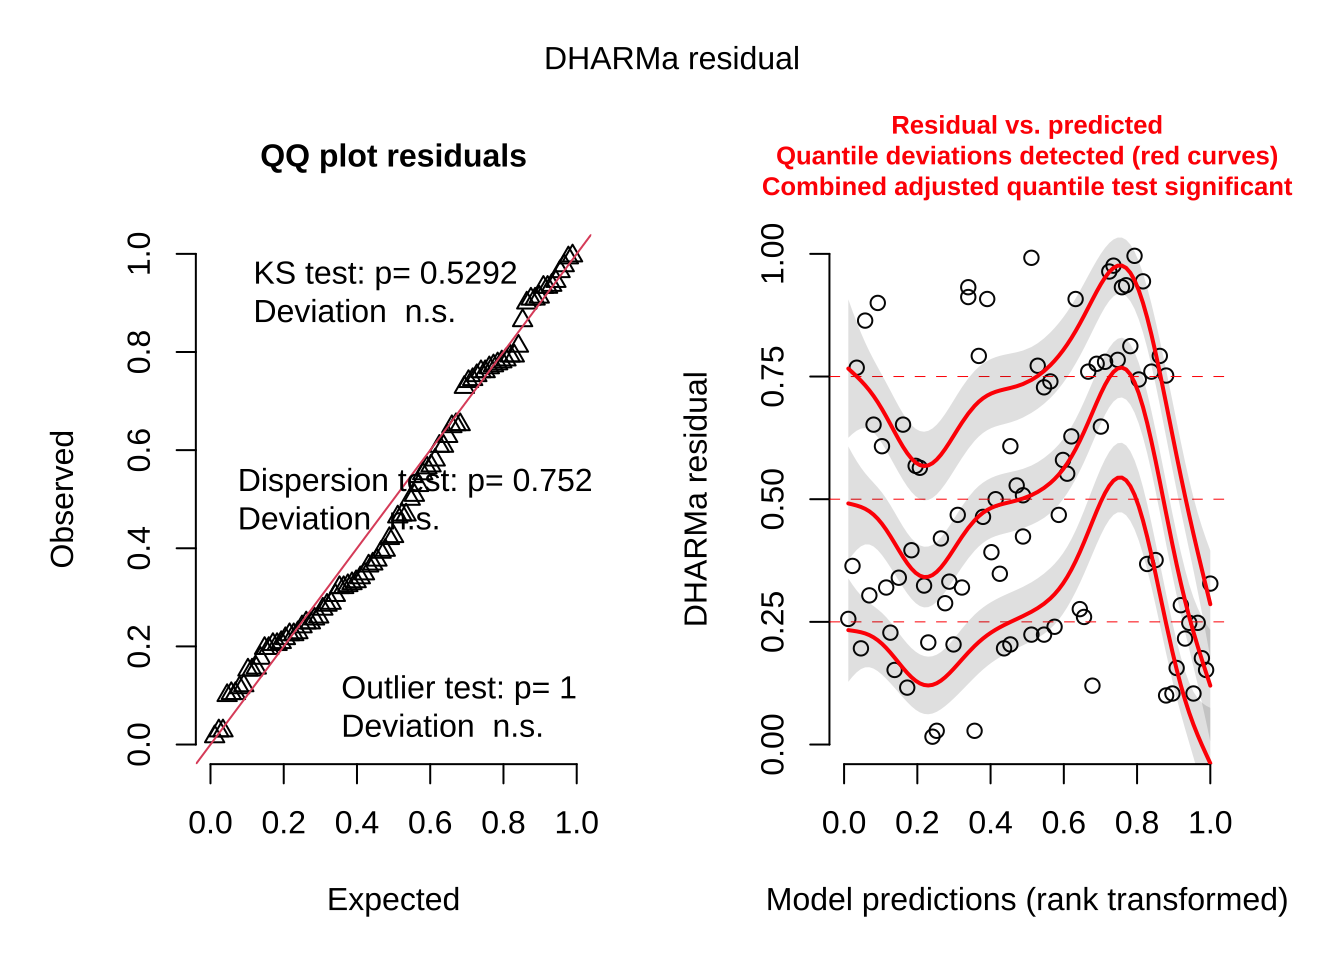 DHARMa residual
QQ plot residuals
KS test: p= 0.5292
Deviation  n.s.
Dispersion test: p= 0.752
Deviation  n.s.
Outlier test: p= 1
Deviation  n.s.
Observed
0.0 0.2 0.4 0.6 0.8 1.0
0.0 0.2 0.4 0.6 0.8 1.0
Expected
Residual vs. predicted
Quantile deviations detected (red curves)
Combined adjusted quantile test significant
DHARMa residual
0.00 0.25 0.50 0.75 1.00
0.0 0.2 0.4 0.6 0.8 1.0
Model predictions (rank transformed)